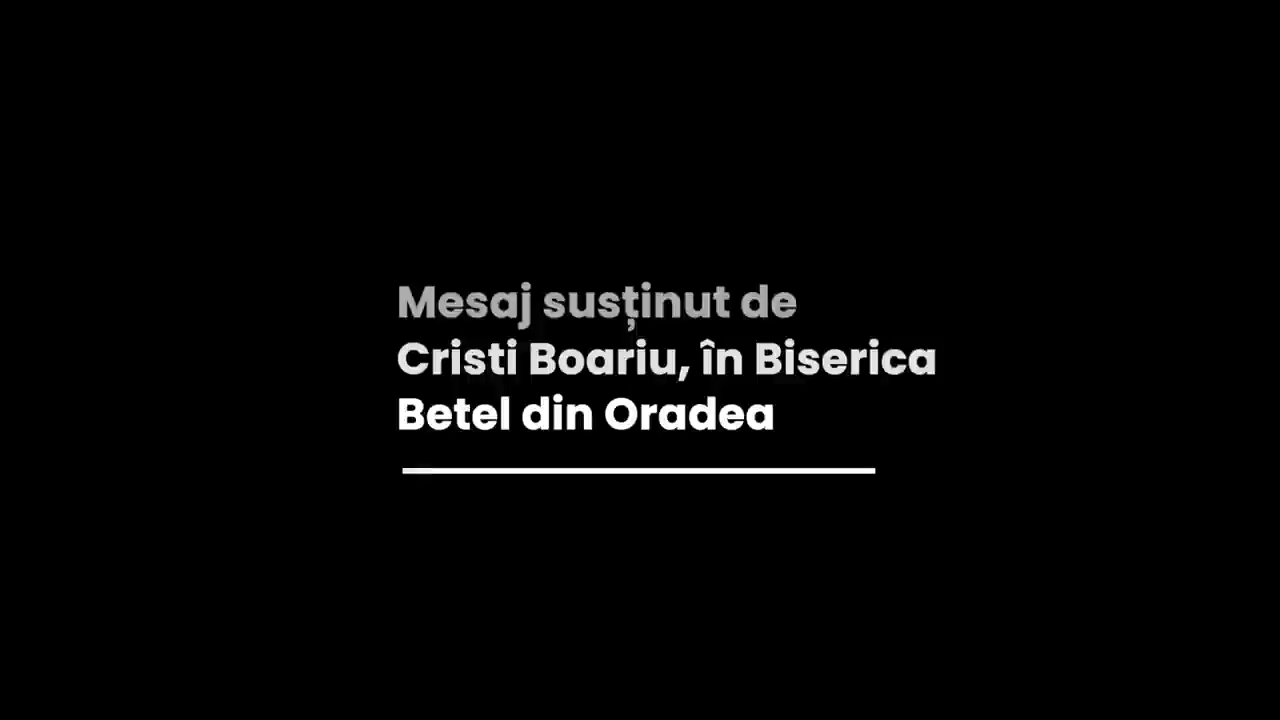 Mesaj susținut de
Cristi Boariu, în Biserica
Betel din Oradea